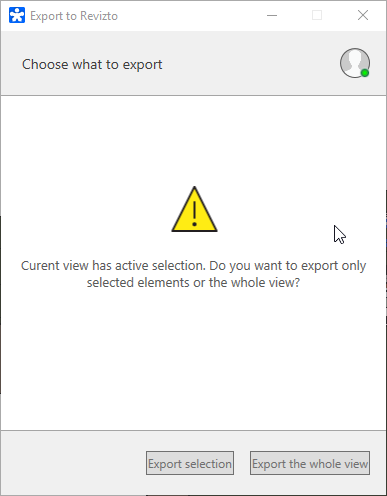 Export to Revizto
Choose what to export
Curent view has active selection. Do you want to export only
selected elements or the whole view?
Export selection
Export the whole view